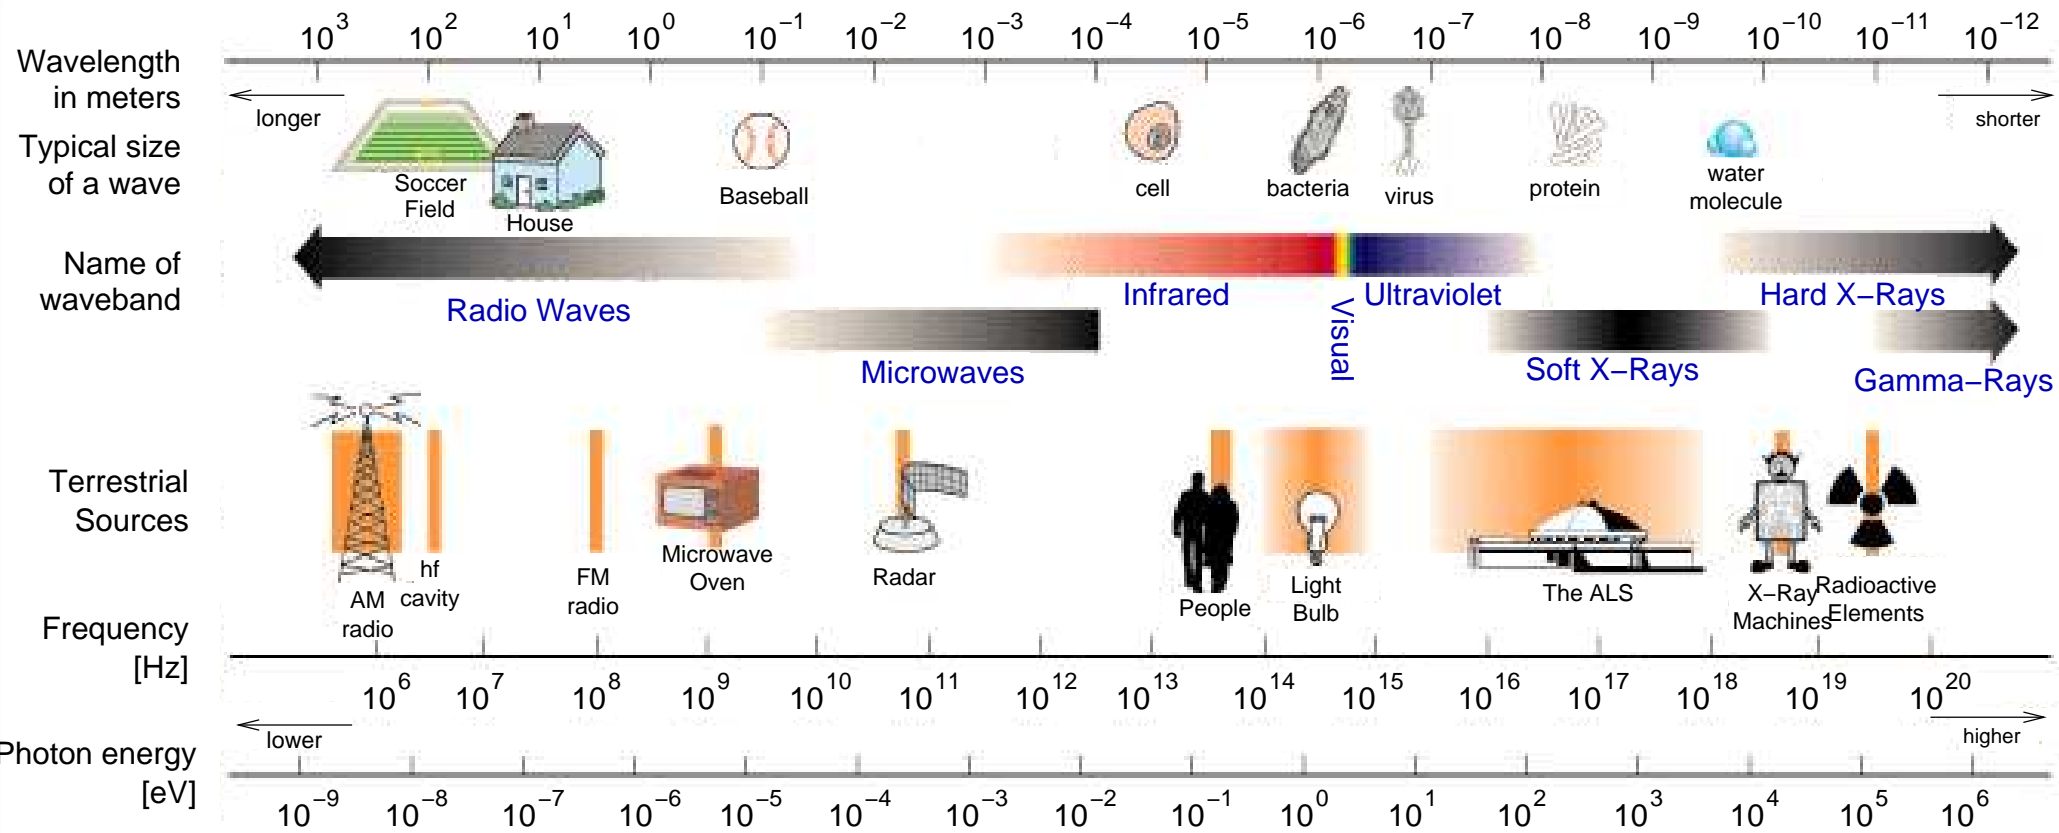 10^3 10^2 10^1 10^0 10^−1 10^−2 10^−3 10^−4 10^−5 10^−6 10^−7 10^−8 10^−9 10^−10 10^−11 10^−12
Wavelength
in meters
longer
shorter
Typical size
of a wave
Soccer
Field
House
Baseball
cell
bacteria
virus
protein
water
molecule
Name of
waveband
Radio Waves
Microwaves
Infrared
Visual
Ultraviolet
Soft X−Rays
Hard X−Rays
Gamma−Rays
Terrestrial
Sources
AM
radio
hf
cavity
FM
radio
Microwave
Oven
Radar
People
Light
Bulb
The ALS
X−Ray
Machines
Radioactive
Elements
Frequency
[Hz]
10^6 10^7 10^8 10^9 10^10 10^11 10^12 10^13 10^14 10^15 10^16 10^17 10^18 10^19 10^20
lower
higher
Photon energy
[eV]
10^−9 10^−8 10^−7 10^−6 10^−5 10^−4 10^−3 10^−2 10^−1 10^0 10^1 10^2 10^3 10^4 10^5 10^6